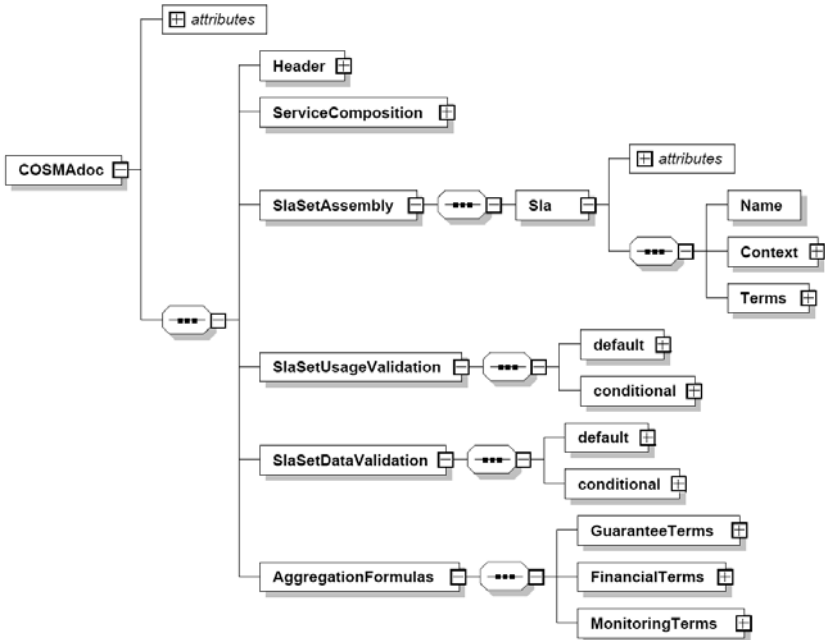 attributes
Header
ServiceComposition
COSMAdoc
attributes
SlaSetAssembly
Sla
Name
Context
Terms
SlaSetUsageValidation
default
conditional
SlaSetDataValidation
default
conditional
AggregationFormulas
GuaranteeTerms
FinancialTerms
MonitoringTerms